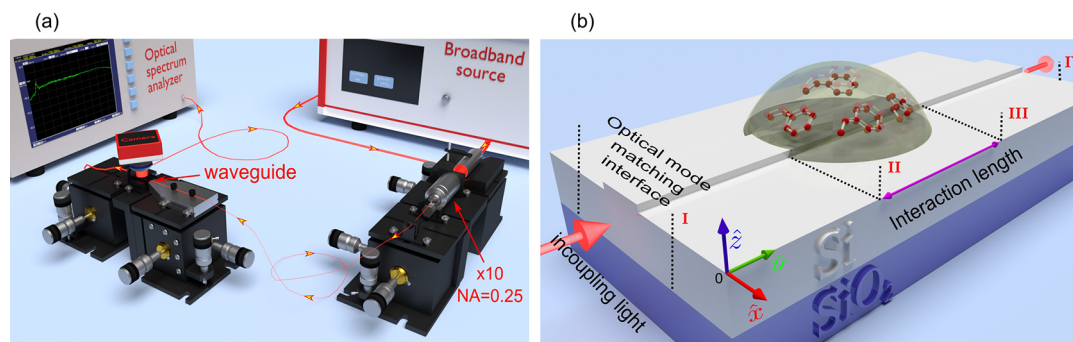 (a)
(b)
Optical
spectrum
analyzer
Broadband
source
Camera
waveguide
x10
NA=0.25
Optical mode
matching
interface
incoupling light
I
II
III
IV
Interaction length
ẑ
ŷ
x̂
0
Si
SiO₂